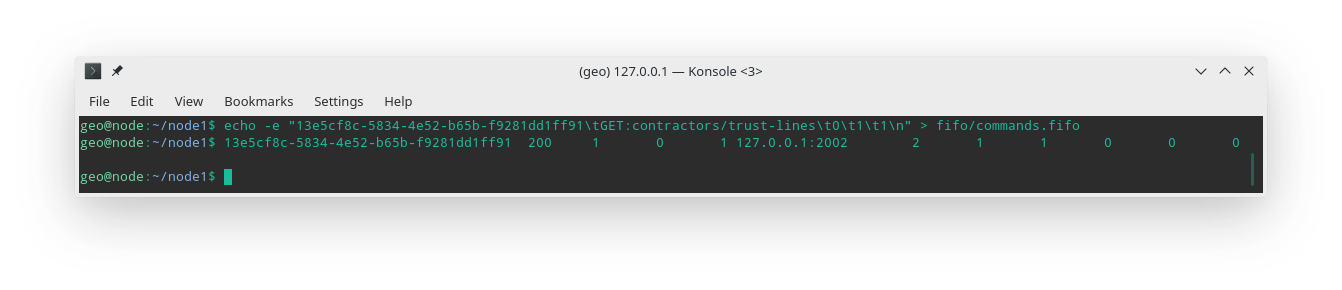 (geo) 127.0.0.1 — Konsole <3>
File Edit View Bookmarks Settings Help
geo@node:~/node1$ echo -e "13e5cf8c-5834-4e52-b65b-f9281dd1ff91\tGET:contractors/trust-lines\t0\t1\t1\n" > fifo/commands.fifo
geo@node:~/node1$ 13e5cf8c-5834-4e52-b65b-f9281dd1ff91 200 1 0 1 127.0.0.1:2002 2 1 1 0 0 0
geo@node:~/node1$